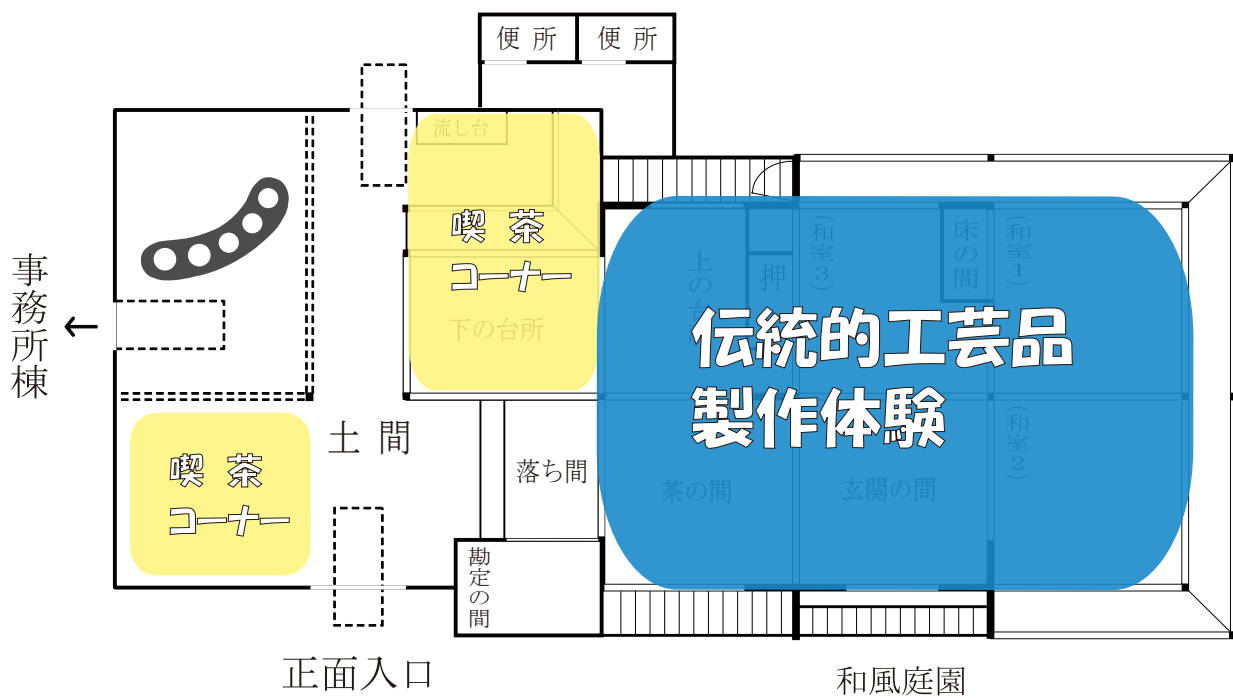 便所
便所
流し台
喫茶
コーナー
下の台所
上の台所
押
(和室3)
床の間
(和室1)
伝統的工芸品
製作体験
事務所棟
←
土間
喫茶
コーナー
落ち間
茶の間
玄関の間
(和室2)
勘定の間
正面入口
和風庭園